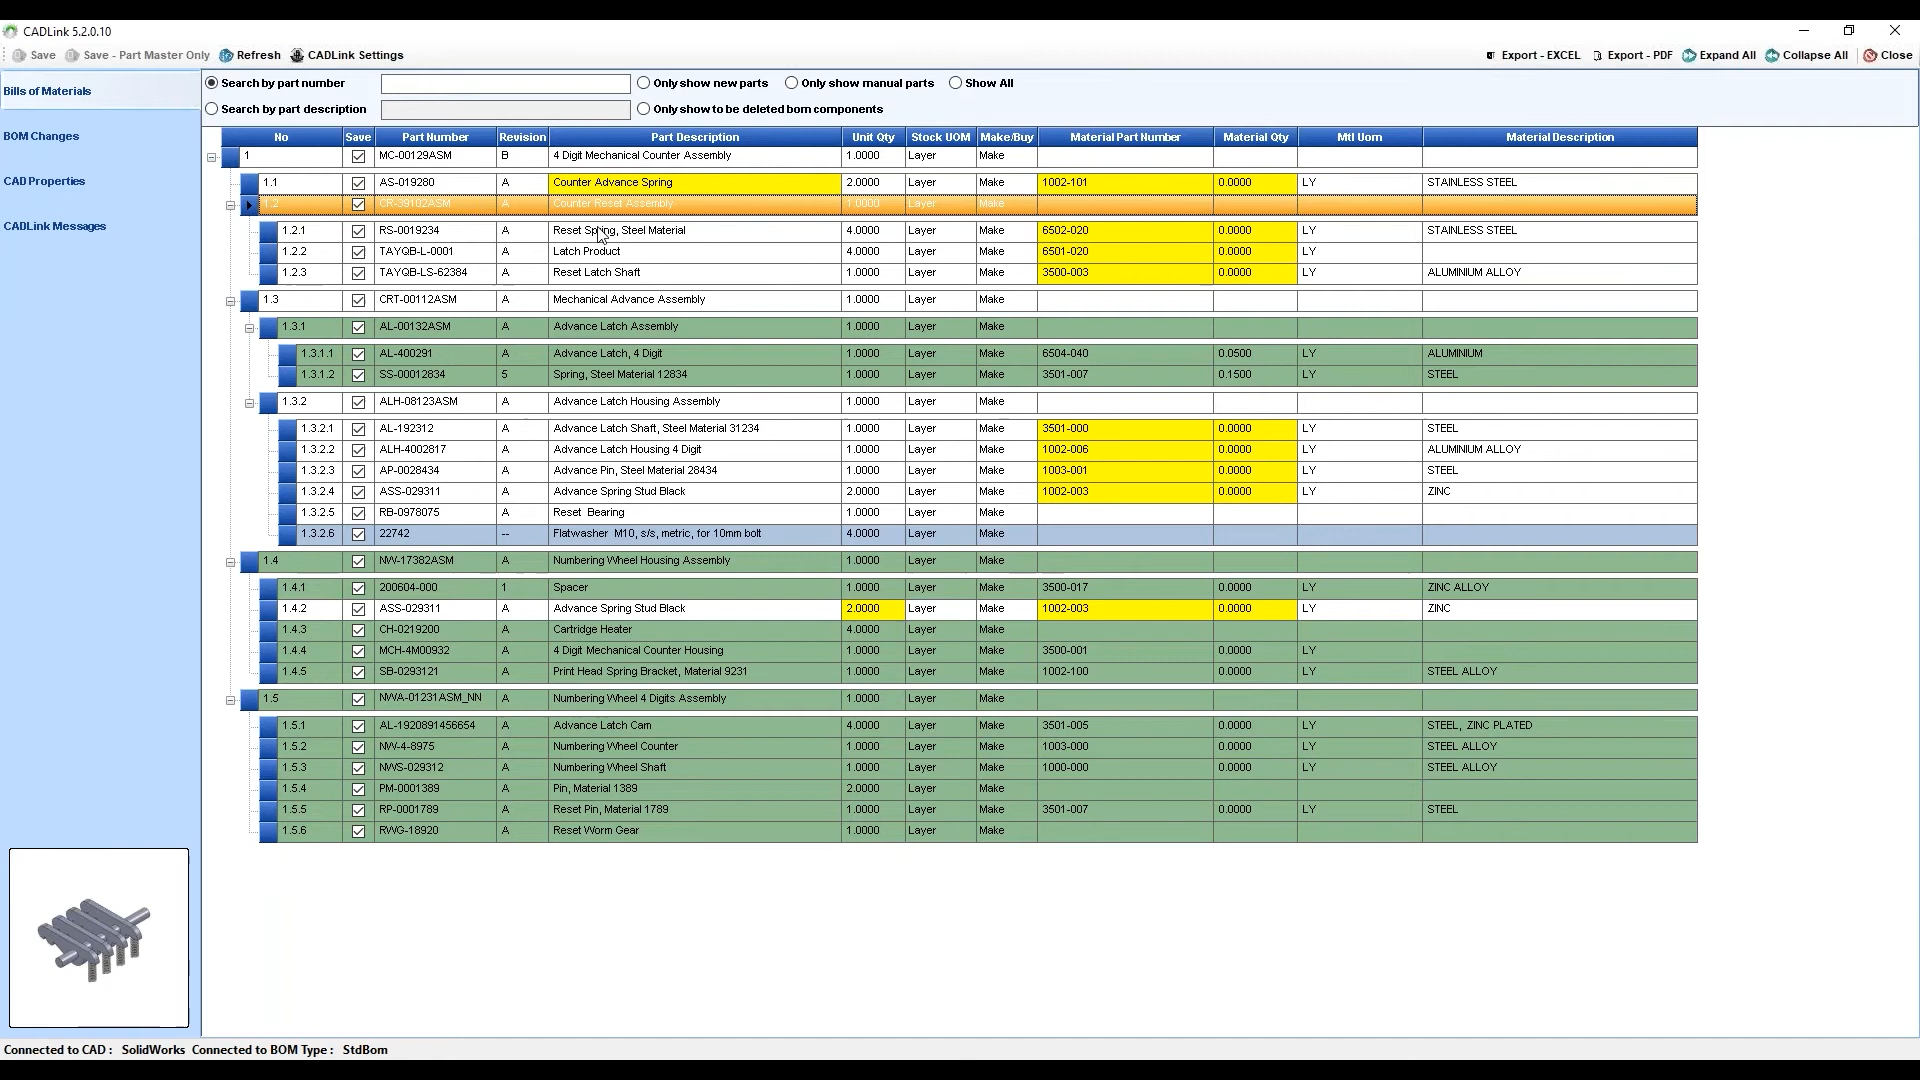 CADLink 5.2.0.10
Save Save - Part Master Only Refresh CADLink Settings Export - EXCEL Export - PDF Expand All Collapse All Close
Bills of Materials
BOM Changes
CAD Properties
CADLink Messages
Search by part number Only show new parts Only show manual parts Show All
Search by part description Only show to be deleted bom components
No Save Part Number Revision Part Description Unit Qty Stock UOM Make/Buy Material Part Number Material Qty Mtl Uom Material Description
1 MC-00129ASM B 4 Digit Mechanical Counter Assembly 1.0000 Layer Make
1.1 AS-019280 A Counter Advance Spring 2.0000 Layer Make 1002-101 0.0000 LY STAINLESS STEEL
1.2 CR-39102ASM A Counter Reset Assembly 1.0000 Layer Make
1.2.1 RS-0019234 A Reset Spring, Steel Material 4.0000 Layer Make 6502-020 0.0000 LY STAINLESS STEEL
1.2.2 TAYQB-L-0001 A Latch Product 4.0000 Layer Make 6501-020 0.0000 LY
1.2.3 TAYQB-LS-62384 A Reset Latch Shaft 1.0000 Layer Make 3500-003 0.0000 LY ALUMINIUM ALLOY
1.3 CRT-00112ASM A Mechanical Advance Assembly 1.0000 Layer Make
1.3.1 AL-00132ASM A Advance Latch Assembly 1.0000 Layer Make
1.3.1.1 AL-400291 A Advance Latch, 4 Digit 1.0000 Layer Make 6504-040 0.0500 LY ALUMINIUM
1.3.1.2 SS-00012834 5 Spring, Steel Material 12834 1.0000 Layer Make 3501-007 0.1500 LY STEEL
1.3.2 ALH-08123ASM A Advance Latch Housing Assembly 1.0000 Layer Make
1.3.2.1 AL-192312 A Advance Latch Shaft, Steel Material 31234 1.0000 Layer Make 3501-000 0.0000 LY STEEL
1.3.2.2 ALH-4002817 A Advance Latch Housing 4 Digit 1.0000 Layer Make 1002-006 0.0000 LY ALUMINIUM ALLOY
1.3.2.3 AP-0028434 A Advance Pin, Steel Material 28434 1.0000 Layer Make 1003-001 0.0000 LY STEEL
1.3.2.4 ASS-029311 A Advance Spring Stud Black 2.0000 Layer Make 1002-003 0.0000 LY ZINC
1.3.2.5 RB-0978075 A Reset Bearing 1.0000 Layer Make
1.3.2.6 22742 -- Flatwasher M10, s/s, metric, for 10mm bolt 4.0000 Layer Make
1.4 NW-17382ASM A Numbering Wheel Housing Assembly 1.0000 Layer Make
1.4.1 200604-000 1 Spacer 1.0000 Layer Make 3500-017 0.0000 LY ZINC ALLOY
1.4.2 ASS-029311 A Advance Spring Stud Black 2.0000 Layer Make 1002-003 0.0000 LY ZINC
1.4.3 CH-0219200 A Cartridge Heater 4.0000 Layer Make
1.4.4 MCH-4M00932 A 4 Digit Mechanical Counter Housing 1.0000 Layer Make 3500-001 0.0000 LY
1.4.5 SB-0293121 A Print Head Spring Bracket, Material 9231 1.0000 Layer Make 1002-100 0.0000 LY STEEL ALLOY
1.5 NWA-01231ASM_NN A Numbering Wheel 4 Digits Assembly 1.0000 Layer Make
1.5.1 AL-1920891456654 A Advance Latch Cam 4.0000 Layer Make 3501-005 0.0000 LY STEEL, ZINC PLATED
1.5.2 NW-4-8975 A Numbering Wheel Counter 1.0000 Layer Make 1003-000 0.0000 LY STEEL ALLOY
1.5.3 NWS-029312 A Numbering Wheel Shaft 1.0000 Layer Make 1000-000 0.0000 LY STEEL ALLOY
1.5.4 PM-0001389 A Pin, Material 1389 2.0000 Layer Make
1.5.5 RP-0001789 A Reset Pin, Material 1789 1.0000 Layer Make 3501-007 0.0000 LY STEEL
1.5.6 RWG-18920 A Reset Worm Gear 1.0000 Layer Make
Connected to CAD : SolidWorks Connected to BOM Type : StdBom